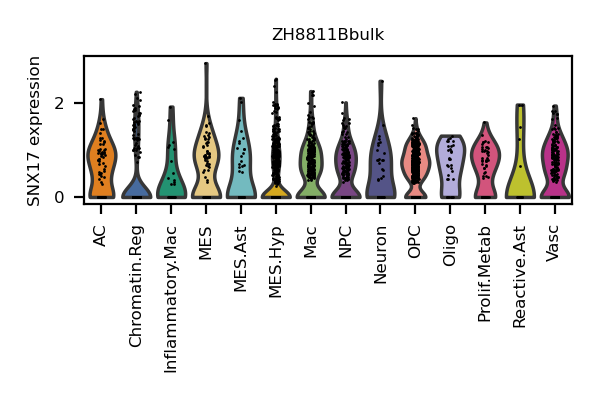 ZH8811Bbulk
SNX17 expression
2
0
AC
Chromatin.Reg
Inflammatory.Mac
MES
MES.Ast
MES.Hyp
Mac
NPC
Neuron
OPC
Oligo
Prolif.Metab
Reactive.Ast
Vasc